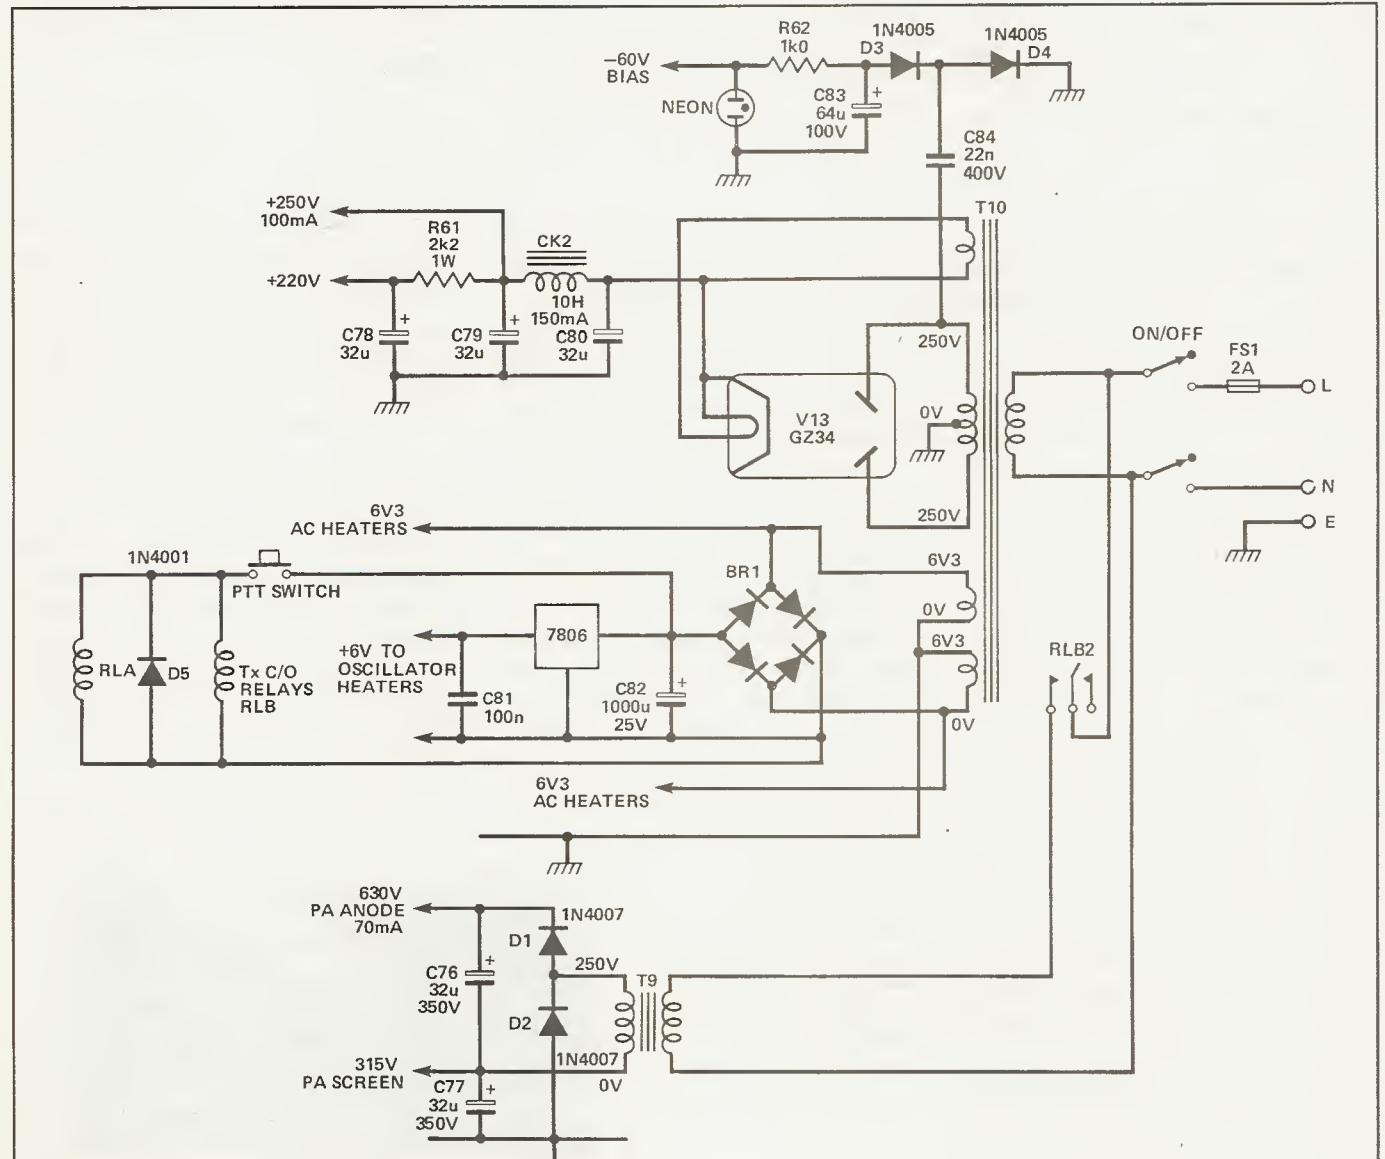 R62
1k0
1N4005
D3
1N4005
D4
–60V
BIAS
NEON
C83
64u
100V
+
C84
22n
400V
T10
+250V
100mA
R61
2k2
1W
CK2
+220V
10H
150mA
C78
32u
+
C79
32u
+
C80
32u
250V
V13
GZ34
0V
250V
ON/OFF
FS1
2A
L
N
E
6V3
AC HEATERS
1N4001
PTT SWITCH
BR1
6V3
0V
6V3
0V
7806
+6V TO
OSCILLATOR
HEATERS
RLA
D5
Tx C/O
RELAYS
RLB
C81
100n
C82
1000u
25V
+
RLB2
6V3
AC HEATERS
630V
PA ANODE
70mA
1N4007
D1
250V
T9
C76
32u
350V
+
D2
1N4007
0V
315V
PA SCREEN
C77
32u
350V
+